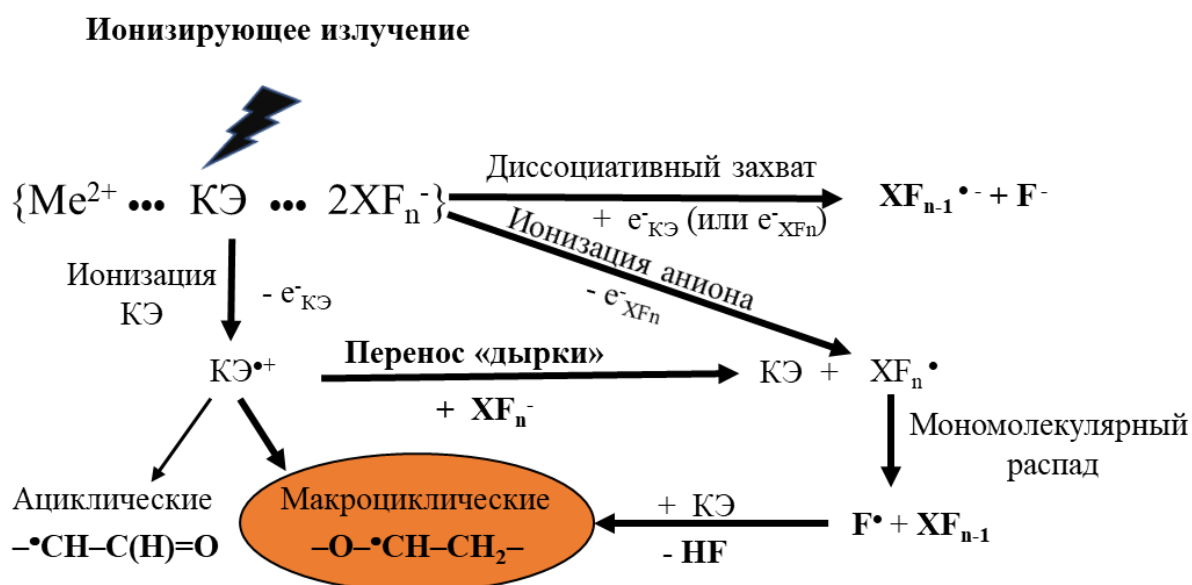 Ионизирующее излучение
{Me²⁺ ••• КЭ ••• 2XFₙ⁻}
Диссоциативный захват
+ e⁻КЭ (или e⁻XFn)
XFₙ₋₁•⁻ + F⁻
Ионизация аниона
- e⁻XFn
Ионизация
КЭ
- e⁻КЭ
КЭ•⁺
Перенос «дырки»
+ XFₙ⁻
КЭ + XFₙ•
Мономолекулярный
распад
Ациклические
–•CH–C(H)=O
Макроциклические
–O–•CH–CH₂–
+ КЭ
- HF
F• + XFₙ₋₁